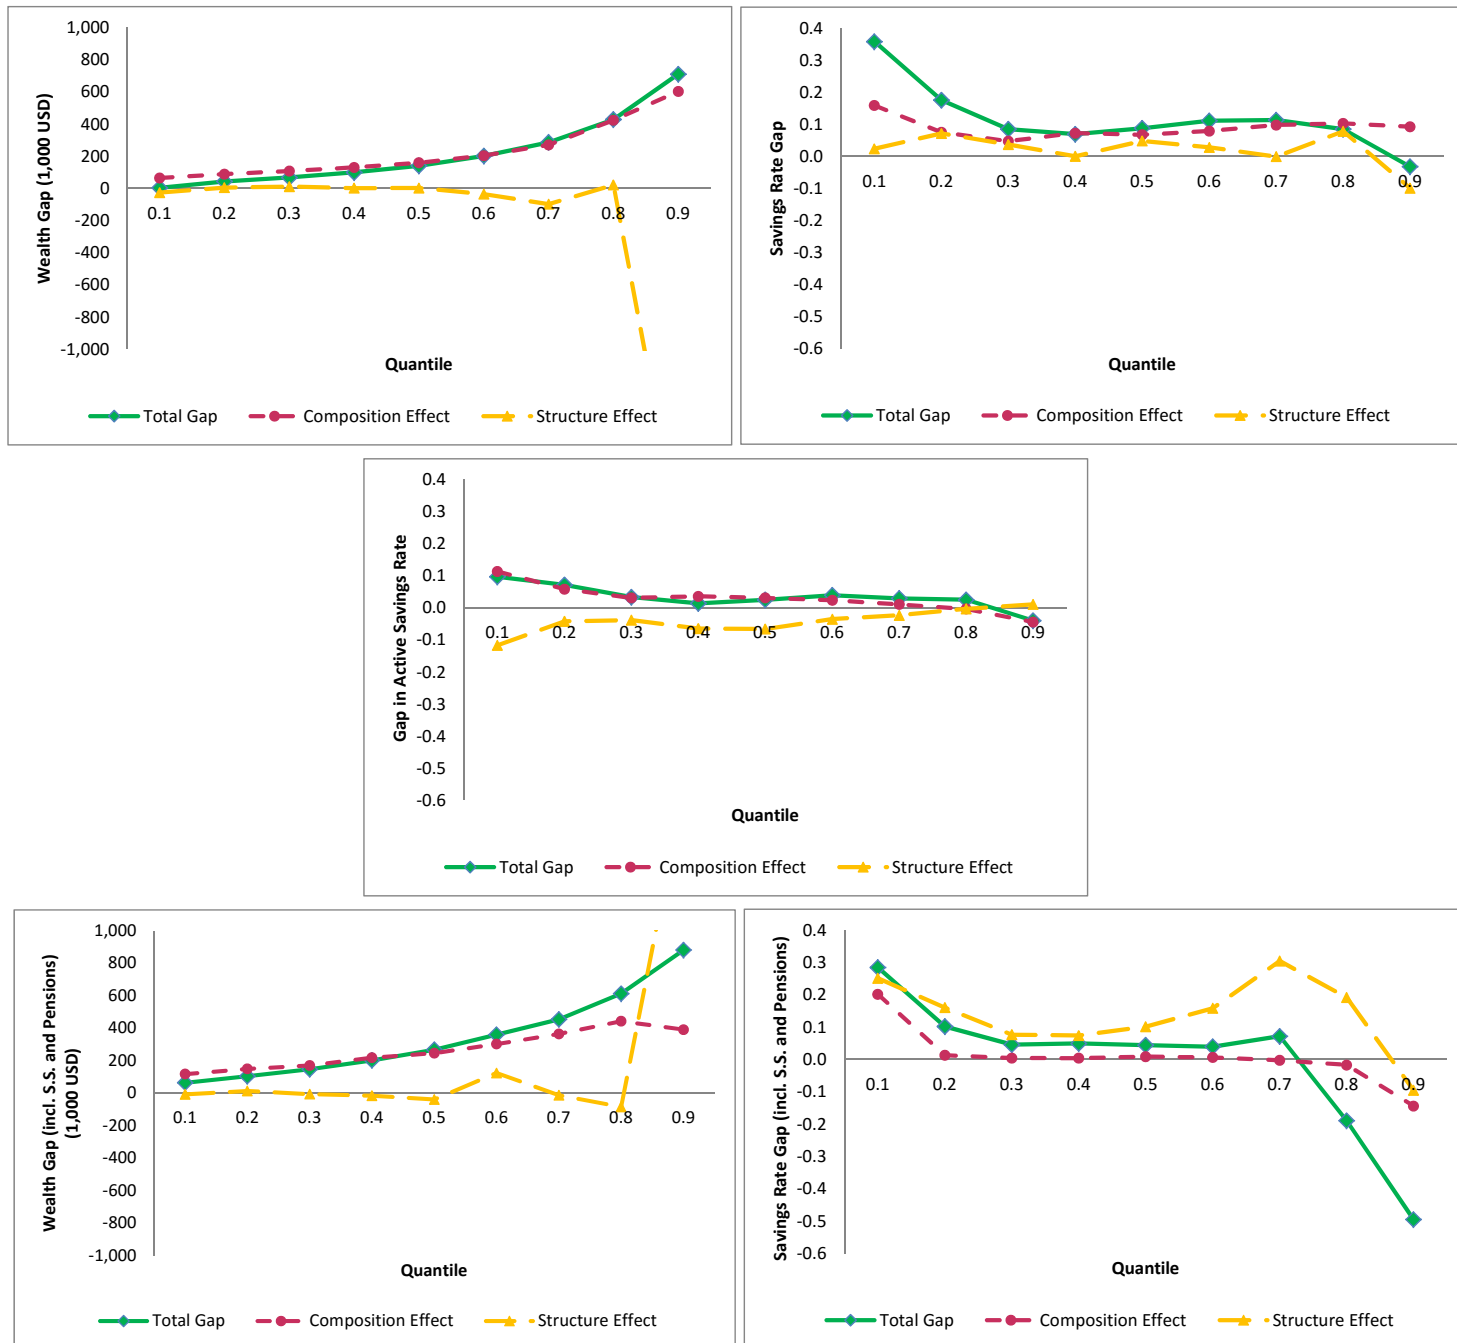 Wealth Gap (1,000 USD)
1,000
800
600
400
200
0
-200
-400
-600
-800
-1,000
0.1 0.2 0.3 0.4 0.5 0.6 0.7 0.8 0.9
Quantile
Total Gap Composition Effect Structure Effect
Savings Rate Gap
0.4
0.3
0.2
0.1
0.0
-0.1
-0.2
-0.3
-0.4
-0.5
-0.6
0.1 0.2 0.3 0.4 0.5 0.6 0.7 0.8 0.9
Quantile
Total Gap Composition Effect Structure Effect
Gap in Active Savings Rate
0.4
0.3
0.2
0.1
0.0
-0.1
-0.2
-0.3
-0.4
-0.5
-0.6
0.1 0.2 0.3 0.4 0.5 0.6 0.7 0.8 0.9
Quantile
Total Gap Composition Effect Structure Effect
Wealth Gap (incl. S.S. and Pensions)
(1,000 USD)
1,000
800
600
400
200
0
-200
-400
-600
-800
-1,000
0.1 0.2 0.3 0.4 0.5 0.6 0.7 0.8 0.9
Quantile
Total Gap Composition Effect Structure Effect
Savings Rate Gap (incl. S.S. and Pensions)
0.4
0.3
0.2
0.1
0.0
-0.1
-0.2
-0.3
-0.4
-0.5
-0.6
0.1 0.2 0.3 0.4 0.5 0.6 0.7 0.8 0.9
Quantile
Total Gap Composition Effect Structure Effect